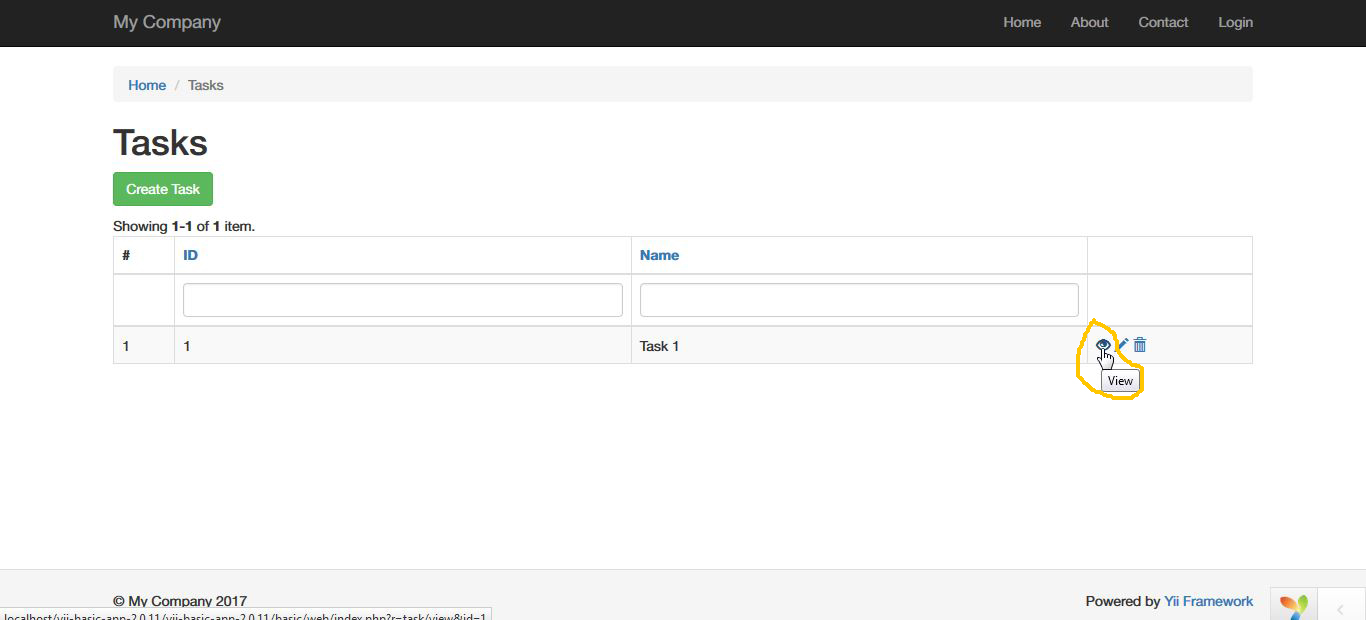 My Company Home About Contact Login
Home / Tasks
Tasks
Create Task
Showing 1-1 of 1 item.
# ID Name
1 1 Task 1
View
© My Company 2017 Powered by Yii Framework
localhost/yii-basic-app-2.0.11/yii-basic-app-2.0.11/basic/web/index.php?r=task/view&id=1